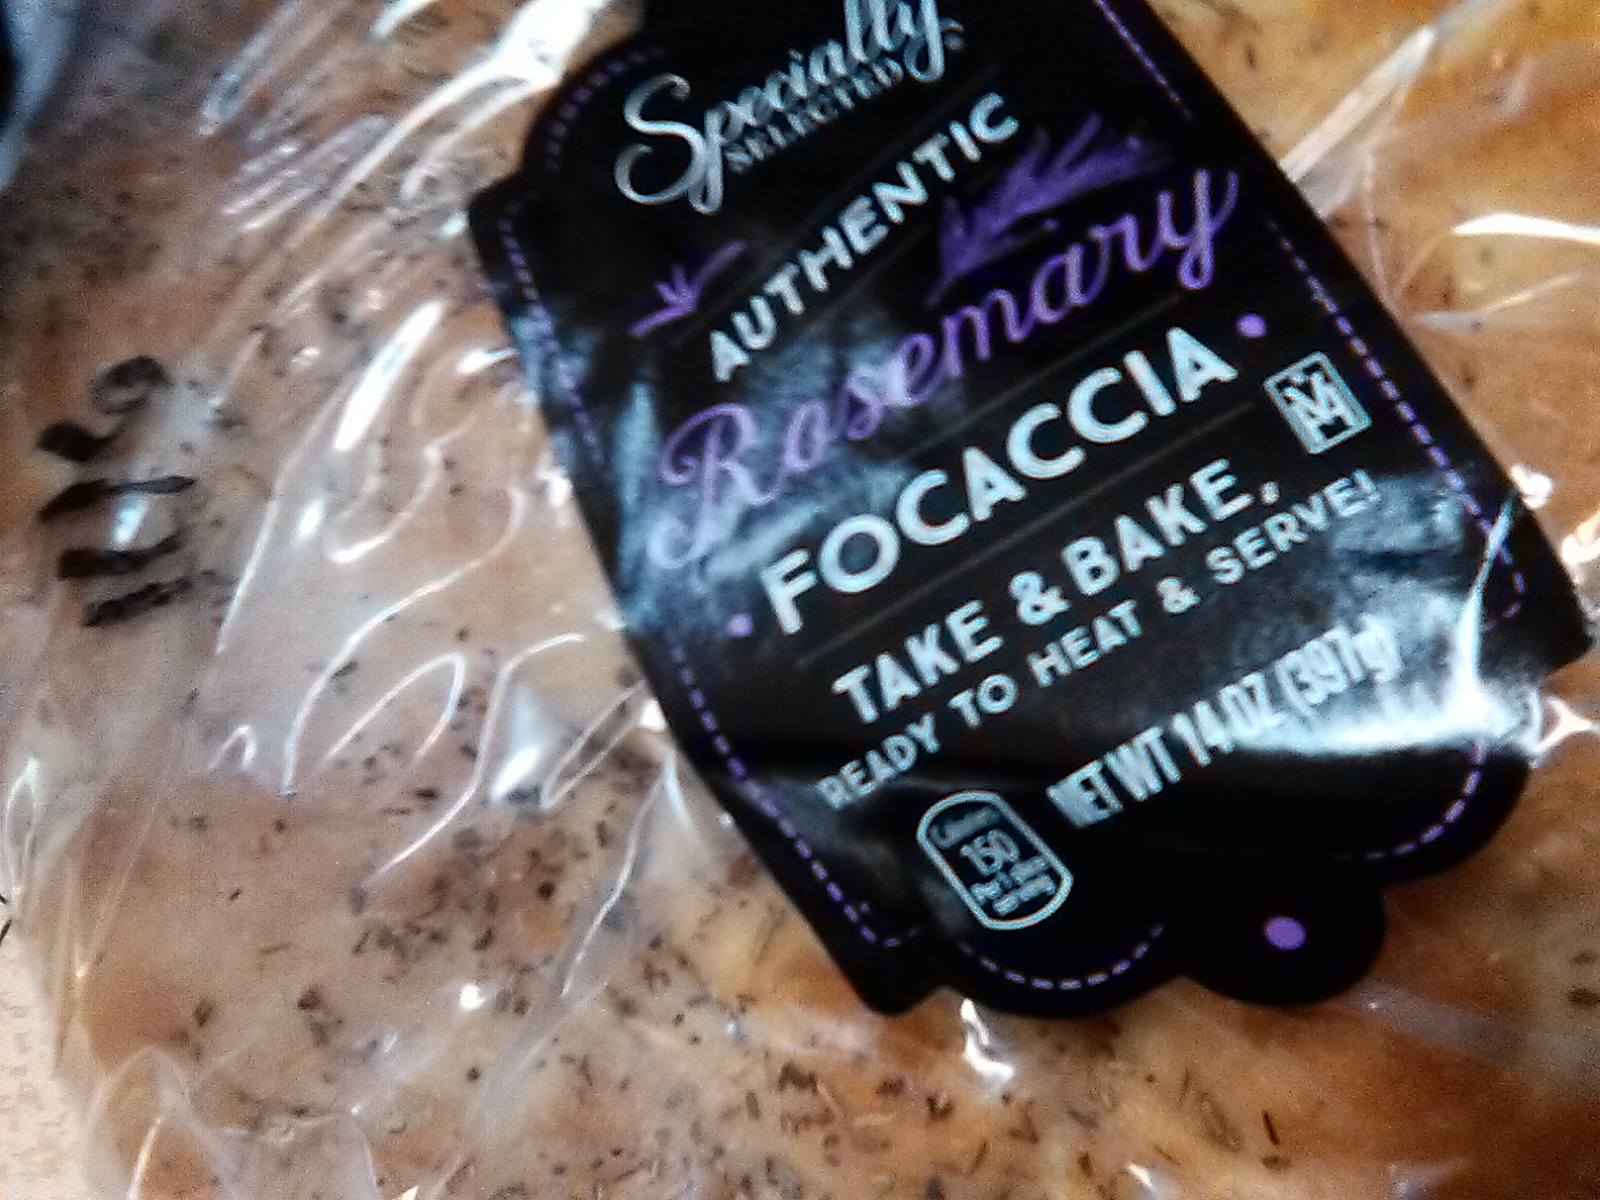 Specially
SELECTED
AUTHENTIC
Rosemary
FOCACCIA
TAKE & BAKE,
READY TO HEAT & SERVE!
NET WT 14 OZ (397g)
150